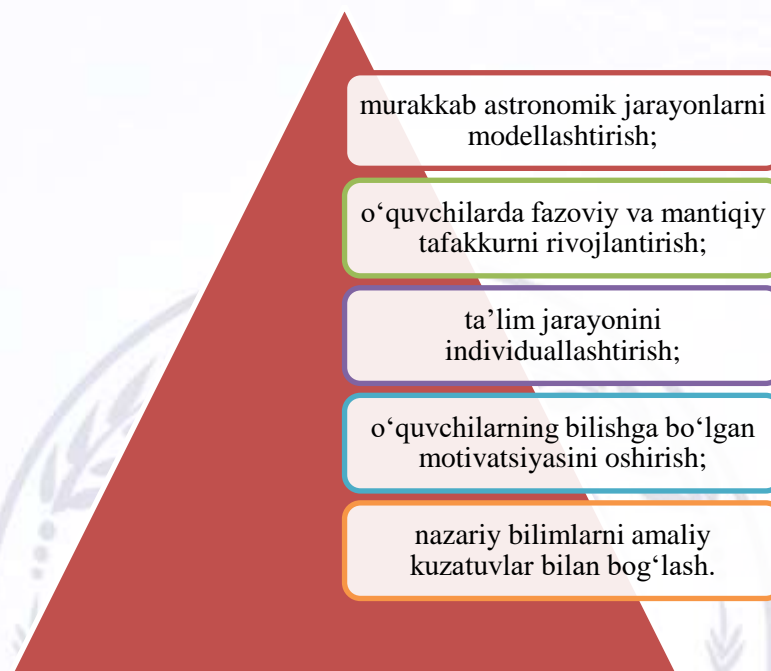 murakkab astronomik jarayonlarni
modellashtirish;
o‘quvchilarda fazoviy va mantiqiy
tafakkurni rivojlantirish;
ta’lim jarayonini
individuallashtirish;
o‘quvchilarning bilishga bo‘lgan
motivatsiyasini oshirish;
nazariy bilimlarni amaliy
kuzatuvlar bilan bog‘lash.